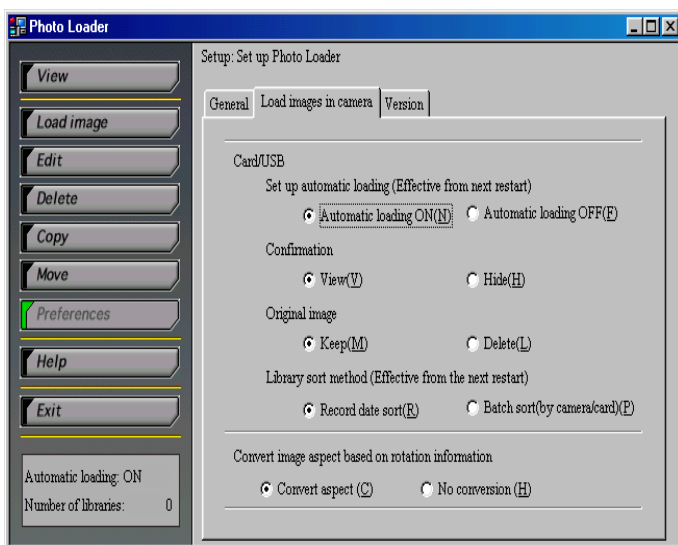 Photo Loader
View
Load image
Edit
Delete
Copy
Move
Preferences
Help
Exit
Automatic loading: ON
Number of libraries: 0
Setup: Set up Photo Loader
General Load images in camera Version
Card/USB
Set up automatic loading (Effective from next restart)
Automatic loading ON(N) Automatic loading OFF(F)
Confirmation
View(V) Hide(H)
Original image
Keep(M) Delete(L)
Library sort method (Effective from the next restart)
Record date sort(R) Batch sort(by camera/card)(P)
Convert image aspect based on rotation information
Convert aspect (C) No conversion (H)